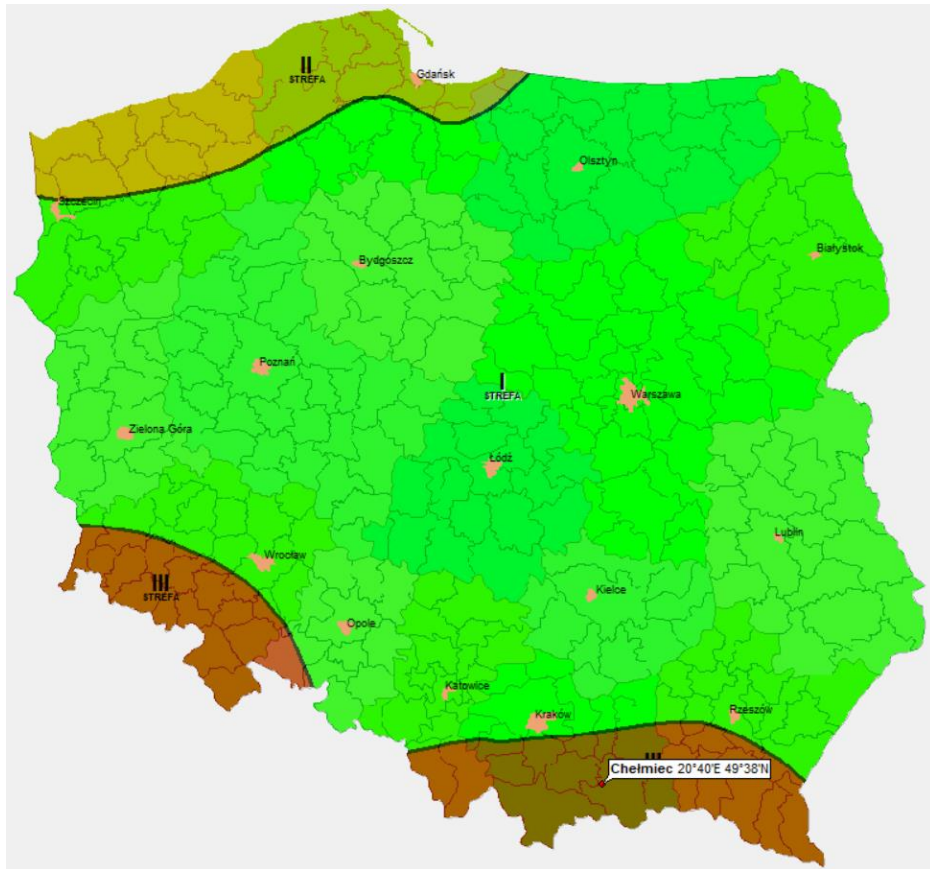 II
STREFA
Gdańsk
Olsztyn
Szczecin
Białystok
Bydgoszcz
Poznań
I
STREFA
Warszawa
Zielona Góra
Łódź
Lublin
Wrocław
III
STREFA
Kielce
Opole
Katowice
Kraków
Rzeszów
III
Chełmiec 20°40'E 49°38'N